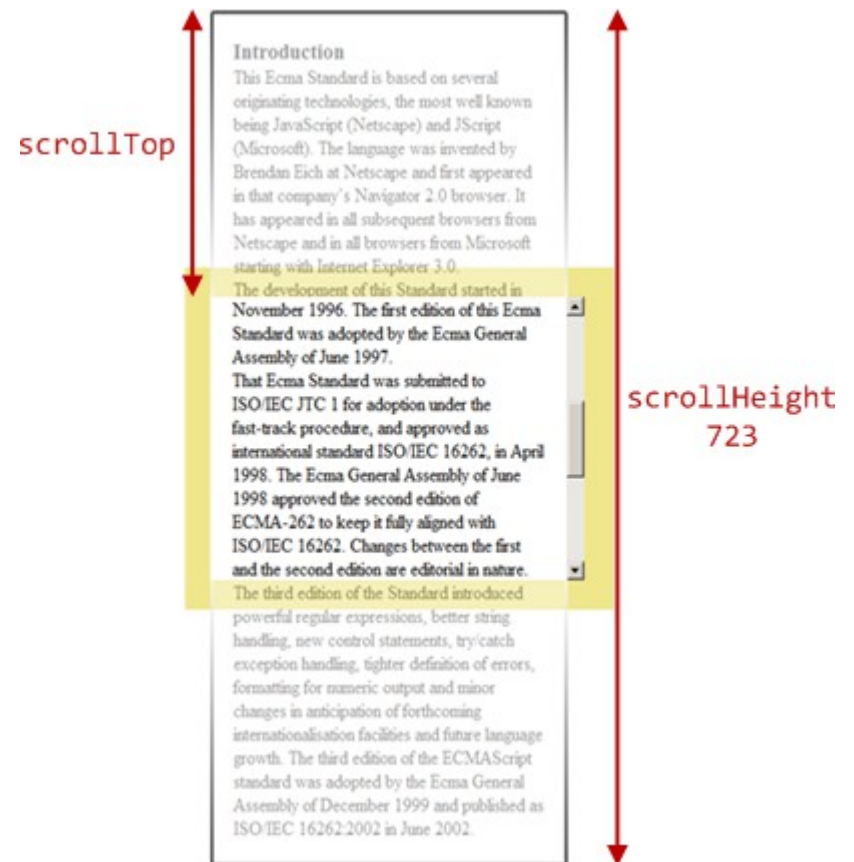 Introduction
This Ecma Standard is based on several
originating technologies, the most well known
being JavaScript (Netscape) and JScript
scrollTop
(Microsoft). The language was invented by
Brendan Eich at Netscape and first appeared
in that company's Navigator 2.0 browser. It
has appeared in all subsequent browsers from
Netscape and in all browsers from Microsoft
starting with Internet Explorer 3.0.
The development of this Standard started in
November 1996. The first edition of this Ecma
Standard was adopted by the Ecma General
Assembly of June 1997.
That Ecma Standard was submitted to
ISO/IEC JTC 1 for adoption under the
fast-track procedure, and approved as
international standard ISO/IEC 16262, in April
1998. The Ecma General Assembly of June
1998 approved the second edition of
ECMA-262 to keep it fully aligned with
ISO/IEC 16262. Changes between the first
and the second edition are editorial in nature.
The third edition of the Standard introduced
powerful regular expressions, better string
handling, new control statements, try/catch
exception handling, tighter definition of errors,
formatting for numeric output and minor
changes in anticipation of forthcoming
internationalisation facilities and future language
growth. The third edition of the ECMAScript
standard was adopted by the Ecma General
Assembly of December 1999 and published as
ISO/IEC 16262:2002 in June 2002.
scrollHeight
723